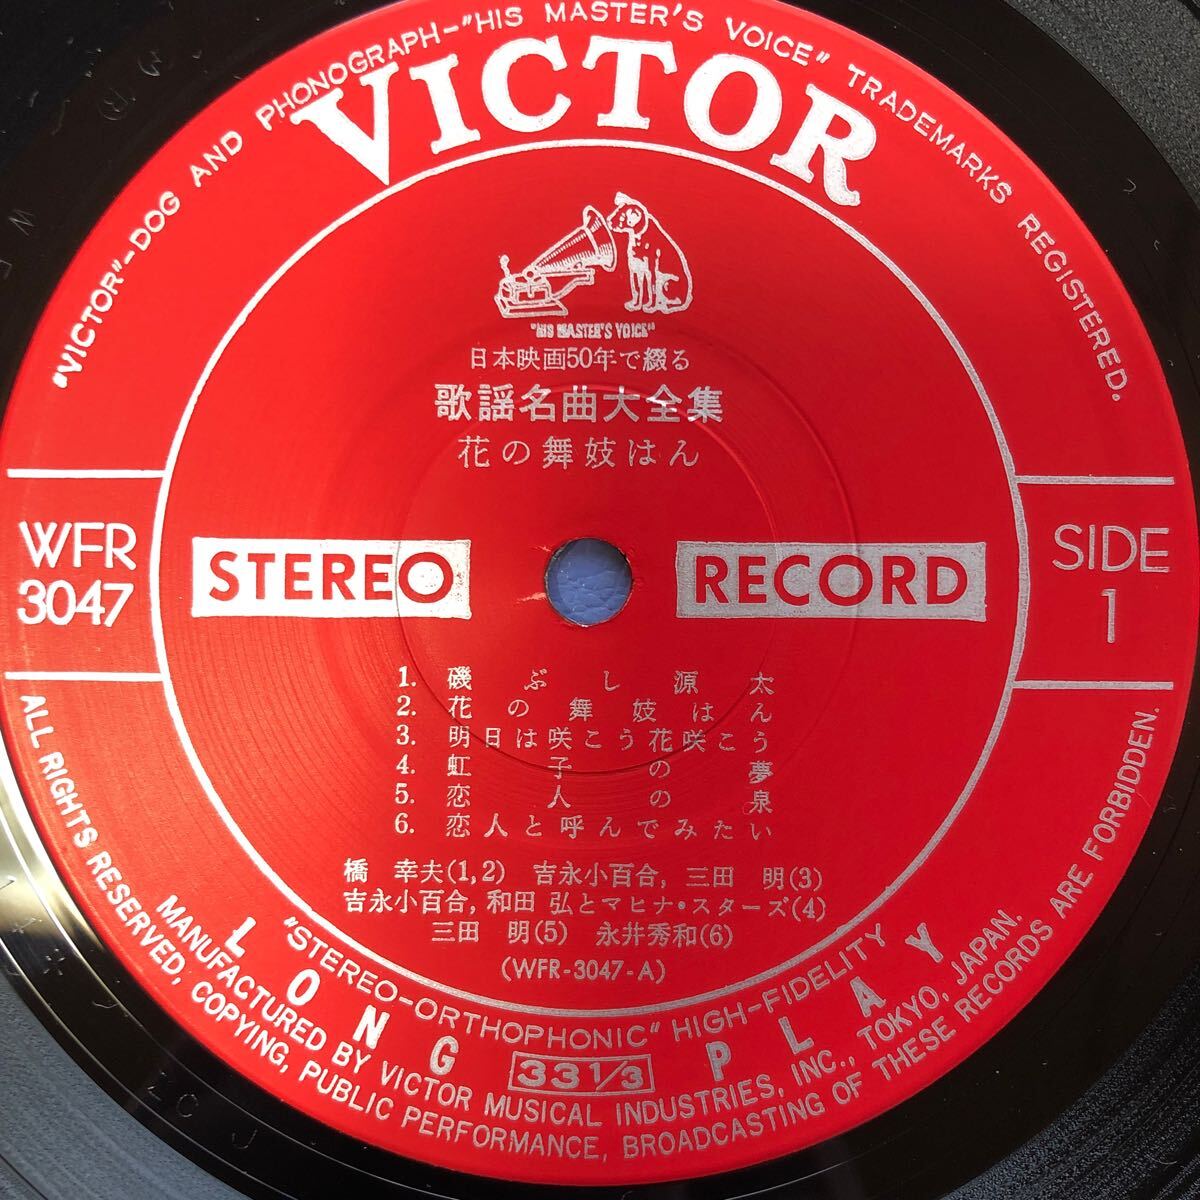 "VICTOR"-DOG AND PHONOGRAPH-"HIS MASTER'S VOICE" TRADEMARKS REGISTERED.
VICTOR
"HIS MASTER'S VOICE"
日本映画50年で綴る
歌謡名曲大全集
花の舞妓はん
WFR
3047
STEREO
RECORD
SIDE
1
1. 磯ぶし源太
2. 花の舞妓はん
3. 明日は咲こう花咲こう
4. 虹子の夢
5. 恋人の泉
6. 恋人と呼んでみたい
橋 幸夫(1,2) 吉永小百合, 三田 明(3)
吉永小百合, 和田 弘とマヒナ・スターズ(4)
三田 明(5) 永井秀和(6)
(WFR-3047-A)
"STEREO-ORTHOPHONIC" HIGH-FIDELITY
LONG 33 1/3 PLAY
MANUFACTURED BY VICTOR MUSICAL INDUSTRIES, INC., TOKYO, JAPAN.
ALL RIGHTS RESERVED, COPYING, PUBLIC PERFORMANCE, BROADCASTING OF THESE RECORDS ARE FORBIDDEN.